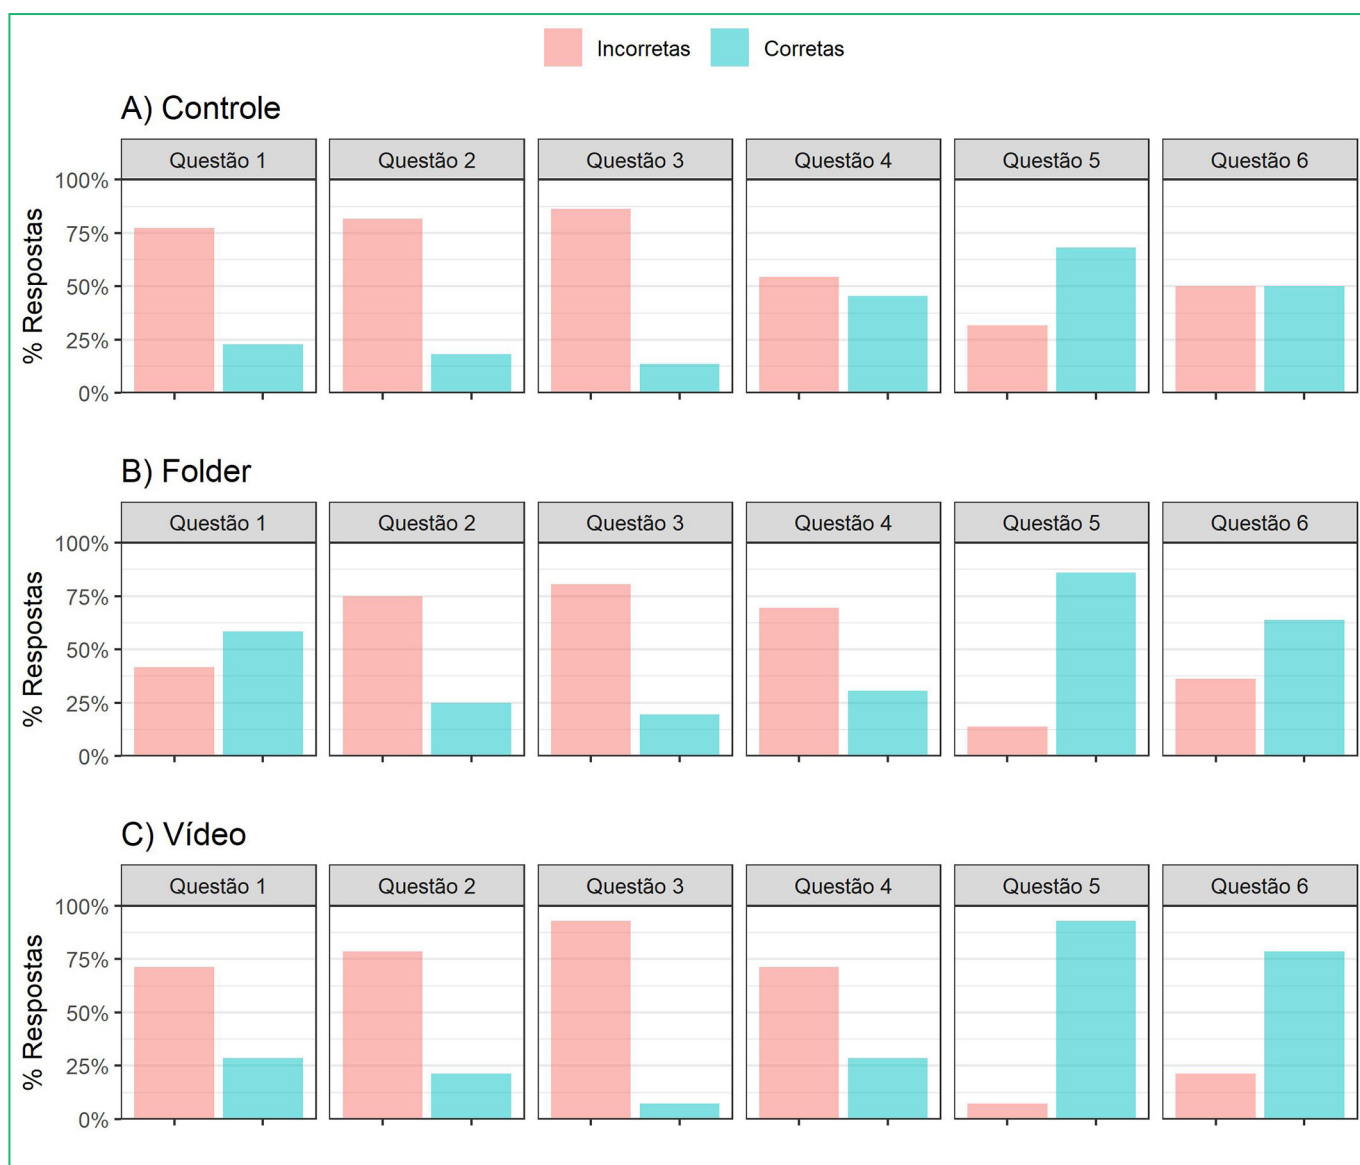 Incorretas Corretas
A) Controle
Questão 1 Questão 2 Questão 3 Questão 4 Questão 5 Questão 6
% Respostas
100%
75%
50%
25%
0%
B) Folder
Questão 1 Questão 2 Questão 3 Questão 4 Questão 5 Questão 6
% Respostas
100%
75%
50%
25%
0%
C) Vídeo
Questão 1 Questão 2 Questão 3 Questão 4 Questão 5 Questão 6
% Respostas
100%
75%
50%
25%
0%